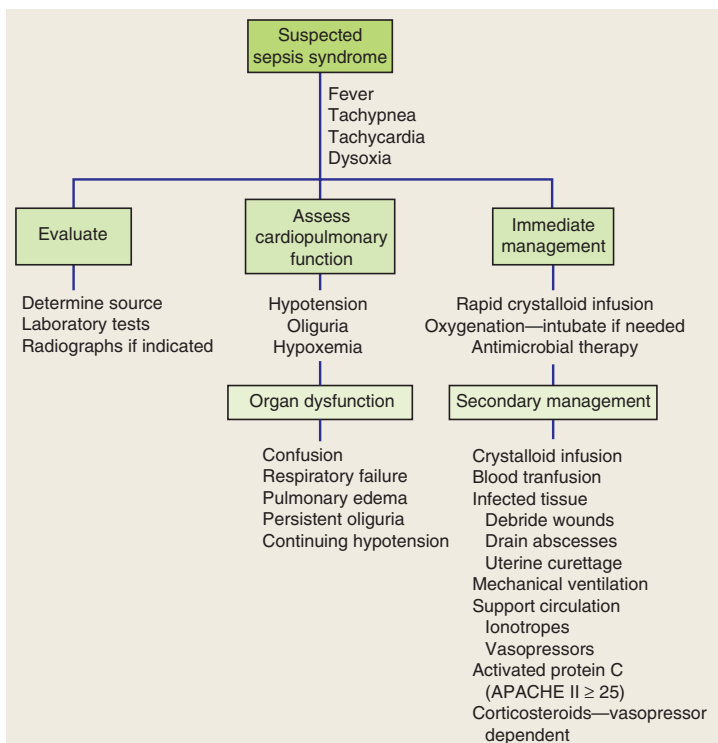 Suspected
sepsis syndrome
Fever
Tachypnea
Tachycardia
Dysoxia
Evaluate
Determine source
Laboratory tests
Radiographs if indicated
Assess
cardiopulmonary
function
Hypotension
Oliguria
Hypoxemia
Organ dysfunction
Confusion
Respiratory failure
Pulmonary edema
Persistent oliguria
Continuing hypotension
Immediate
management
Rapid crystalloid infusion
Oxygenation—intubate if needed
Antimicrobial therapy
Secondary management
Crystalloid infusion
Blood tranfusion
Infected tissue
Debride wounds
Drain abscesses
Uterine curettage
Mechanical ventilation
Support circulation
Ionotropes
Vasopressors
Activated protein C
(APACHE II ≥ 25)
Corticosteroids—vasopressor
dependent